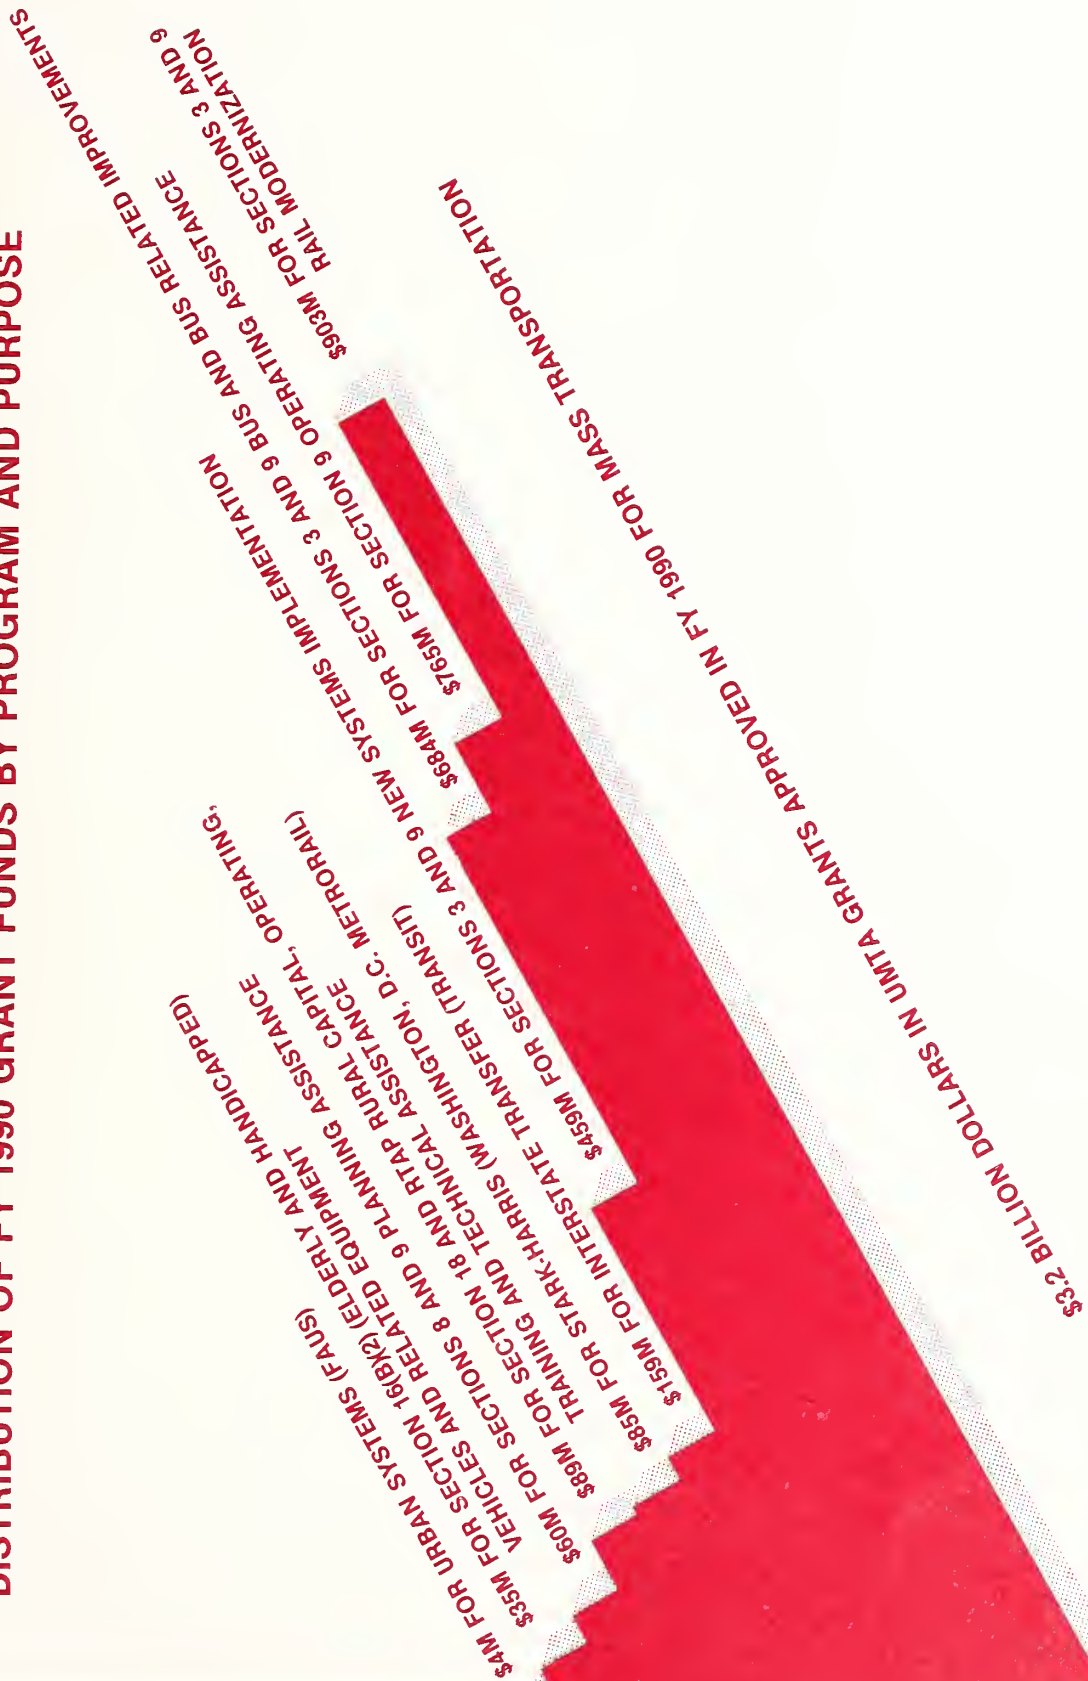 DISTRIBUTION OF FY 1990 GRANT FUNDS BY PROGRAM AND PURPOSE
$903M FOR SECTIONS 3 AND 9
RAIL MODERNIZATION
$765M FOR SECTION 9 OPERATING ASSISTANCE
$684M FOR SECTIONS 3 AND 9 BUS AND BUS RELATED IMPROVEMENTS
$459M FOR SECTIONS 3 AND 9 NEW SYSTEMS IMPLEMENTATION
$159M FOR INTERSTATE TRANSFER (TRANSIT)
$85M FOR STARK-HARRIS (WASHINGTON, D.C. METRORAIL)
$89M FOR SECTION 18 AND RTAP RURAL CAPITAL, OPERATING,
TRAINING AND TECHNICAL ASSISTANCE
$60M FOR SECTIONS 8 AND 9 PLANNING ASSISTANCE
$35M FOR SECTION 16(B)(2) (ELDERLY AND HANDICAPPED)
VEHICLES AND RELATED EQUIPMENT
$4M FOR URBAN SYSTEMS (FAUS)
$3.2 BILLION DOLLARS IN UMTA GRANTS APPROVED IN FY 1990 FOR MASS TRANSPORTATION